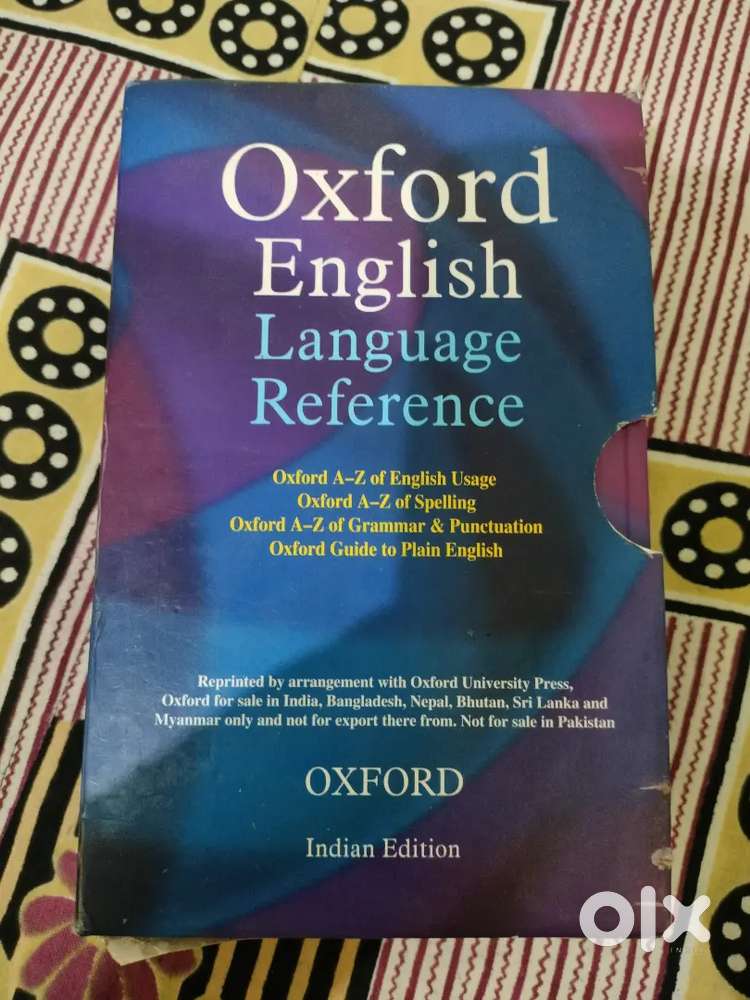 Oxford
English
Language
Reference
Oxford A–Z of English Usage
Oxford A–Z of Spelling
Oxford A–Z of Grammar & Punctuation
Oxford Guide to Plain English
Reprinted by arrangement with Oxford University Press,
Oxford for sale in India, Bangladesh, Nepal, Bhutan, Sri Lanka and
Myanmar only and not for export there from. Not for sale in Pakistan
OXFORD
Indian Edition
olx
INDIA